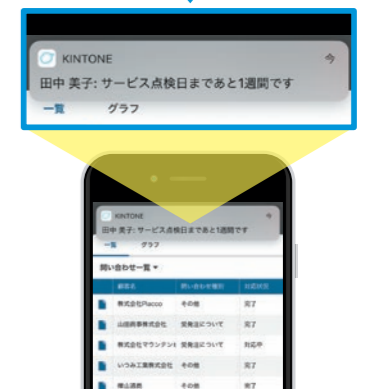 KINTONE 今
田中 美子: サービス点検日まであと1週間です
一覧 グラフ
KINTONE 今
田中 美子: サービス点検日まであと1週間です
一覧 グラフ
問い合わせ一覧
顧客名 問い合わせ種別 対応状況
株式会社Piacco その他 完了
山田商事株式会社 受発注について 完了
株式会社マウンテント 受発注について 対応中
いつみ工業株式会社 その他 完了
横山酒数 その他 完了